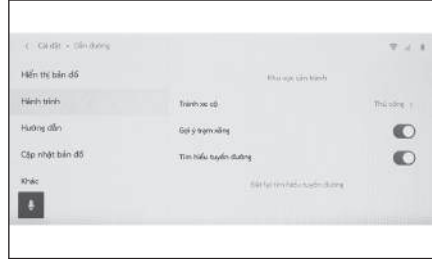 ‹ Cài đặt • Dẫn đường
Hiển thị bản đồ
Hành trình
Hướng dẫn
Cập nhật bản đồ
Khác
Khu vực vận hành
Tránh xe cộ
Thủ công ›
Gợi ý trạm xăng
Tìm hiểu tuyến đường
Đặt lại tìm hiểu tuyến đường